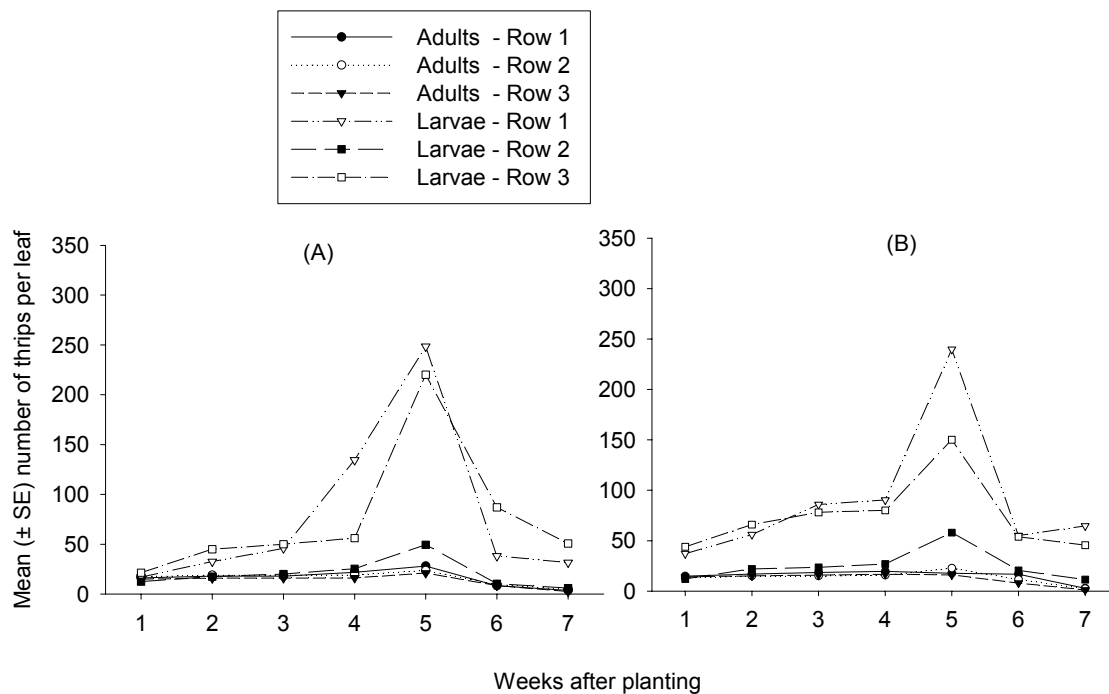 Adults - Row 1
Adults - Row 2
Adults - Row 3
Larvae - Row 1
Larvae - Row 2
Larvae - Row 3
Mean (± SE) number of thrips per leaf
(A)
350
300
250
200
150
100
50
0
1 2 3 4 5 6 7
(B)
350
300
250
200
150
100
50
0
1 2 3 4 5 6 7
Weeks after planting